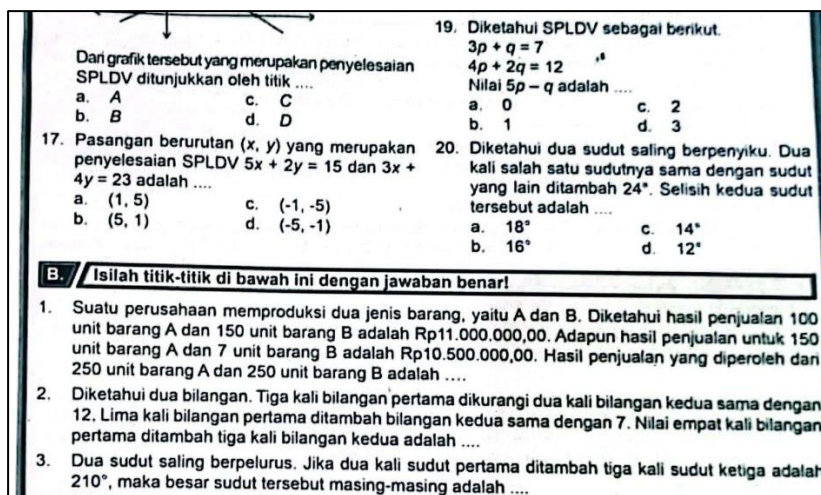 Dari grafik tersebut yang merupakan penyelesaian
SPLDV ditunjukkan oleh titik ....
a. A
c. C
b. B
d. D
17. Pasangan berurutan (x, y) yang merupakan
penyelesaian SPLDV 5x + 2y = 15 dan 3x +
4y = 23 adalah ....
a. (1, 5)
c. (-1, -5)
b. (5, 1)
d. (-5, -1)
19. Diketahui SPLDV sebagai berikut.
3p + q = 7
4p + 2q = 12
Nilai 5p – q adalah ....
a. 0
c. 2
b. 1
d. 3
20. Diketahui dua sudut saling berpenyiku. Dua
kali salah satu sudutnya sama dengan sudut
yang lain ditambah 24°. Selisih kedua sudut
tersebut adalah ....
a. 18°
c. 14°
b. 16°
d. 12°
B. Isilah titik-titik di bawah ini dengan jawaban benar!
1. Suatu perusahaan memproduksi dua jenis barang, yaitu A dan B. Diketahui hasil penjualan 100
unit barang A dan 150 unit barang B adalah Rp11.000.000,00. Adapun hasil penjualan untuk 150
unit barang A dan 7 unit barang B adalah Rp10.500.000,00. Hasil penjualan yang diperoleh dari
250 unit barang A dan 250 unit barang B adalah ....
2. Diketahui dua bilangan. Tiga kali bilangan pertama dikurangi dua kali bilangan kedua sama dengan
12. Lima kali bilangan pertama ditambah bilangan kedua sama dengan 7. Nilai empat kali bilangan
pertama ditambah tiga kali bilangan kedua adalah ....
3. Dua sudut saling berpelurus. Jika dua kali sudut pertama ditambah tiga kali sudut ketiga adalah
210°, maka besar sudut tersebut masing-masing adalah ....